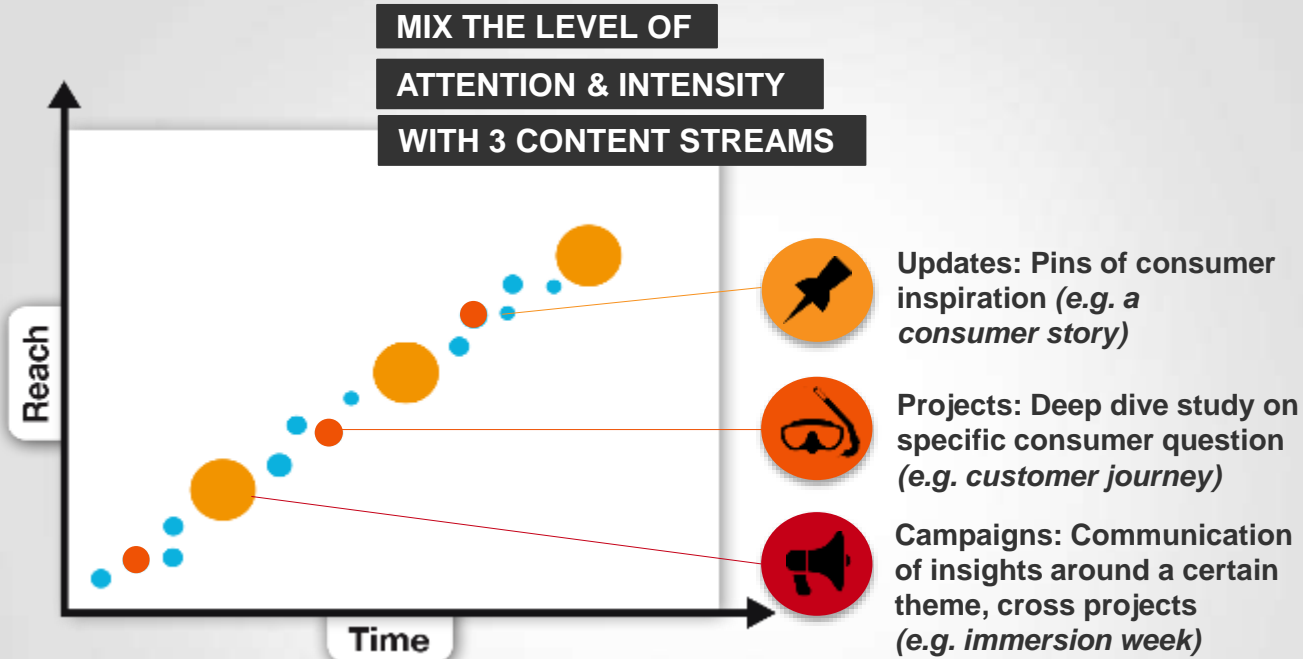 MIX THE LEVEL OF
ATTENTION & INTENSITY
WITH 3 CONTENT STREAMS
Reach
Time
Updates: Pins of consumer
inspiration (e.g. a
consumer story)
Projects: Deep dive study on
specific consumer question
(e.g. customer journey)
Campaigns: Communication
of insights around a certain
theme, cross projects
(e.g. immersion week)